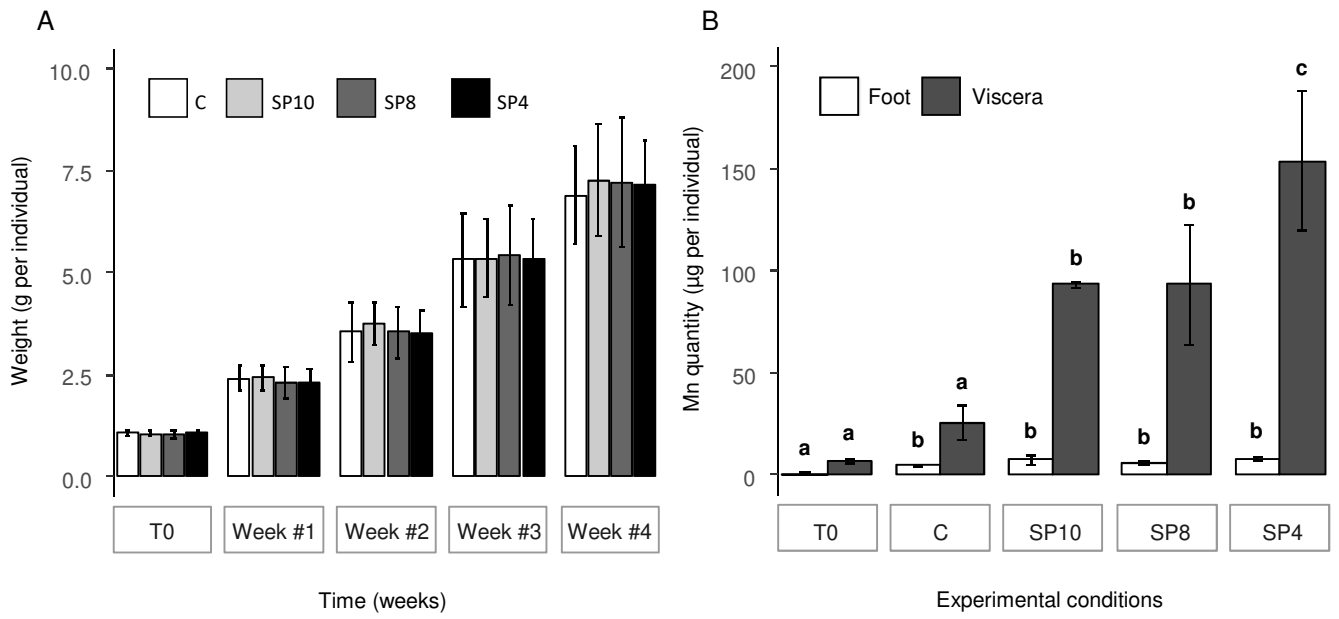 A
Weight (g per individual)
10.0
7.5
5.0
2.5
0.0
C SP10 SP8 SP4
T0 Week #1 Week #2 Week #3 Week #4
Time (weeks)
B
Mn quantity (µg per individual)
200
150
100
50
0
Foot Viscera
a a b a b b b b b c
T0 C SP10 SP8 SP4
Experimental conditions